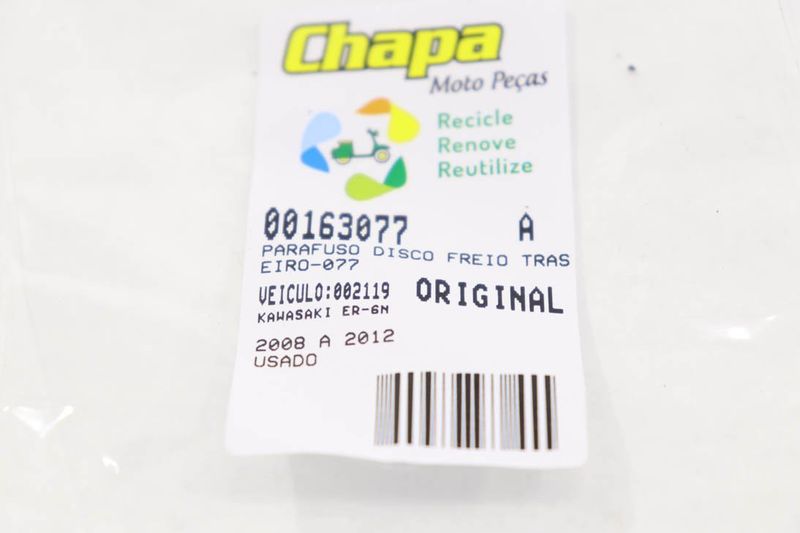 Chapa
Moto Peças
Recicle
Renove
Reutilize
00163077 A
PARAFUSO DISCO FREIO TRAS
EIRO-077
VEICULO:002119 ORIGINAL
KAWASAKI ER-6N
2008 A 2012
USADO